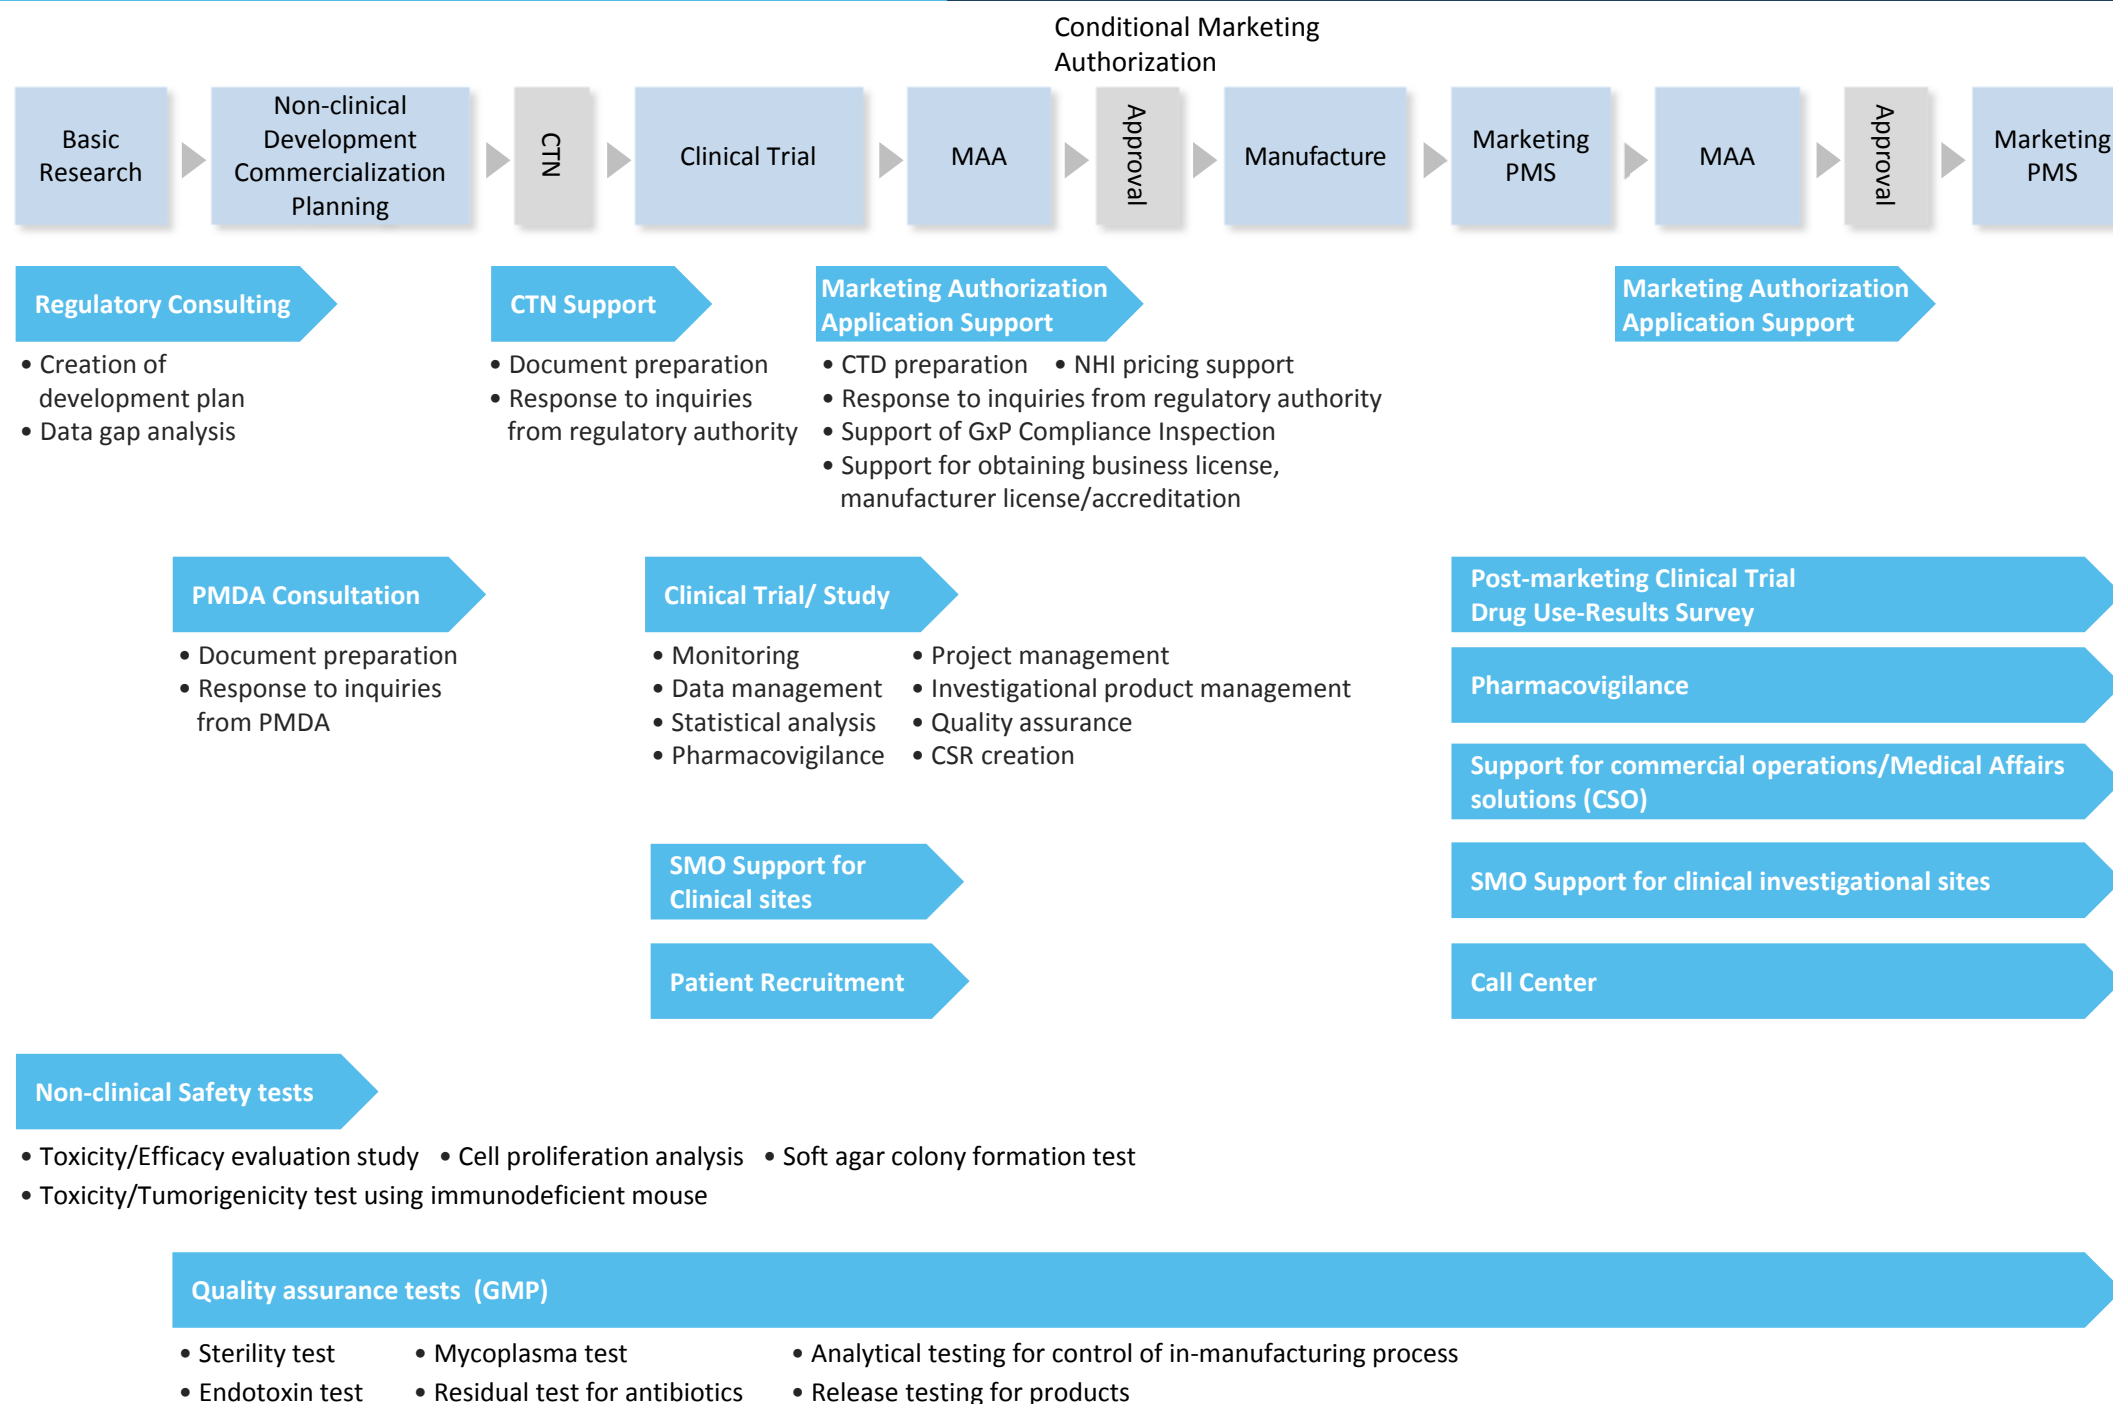 Conditional Marketing
Authorization
Basic
Research
Non-clinical
Development
Commercialization
Planning
CTN
Clinical Trial
MAA
Approval
Manufacture
Marketing
PMS
MAA
Approval
Marketing
PMS
Regulatory Consulting
• Creation of
development plan
• Data gap analysis
CTN Support
• Document preparation
• Response to inquiries
from regulatory authority
Marketing Authorization
Application Support
• CTD preparation • NHI pricing support
• Response to inquiries from regulatory authority
• Support of GxP Compliance Inspection
• Support for obtaining business license,
manufacturer license/accreditation
Marketing Authorization
Application Support
PMDA Consultation
• Document preparation
• Response to inquiries
from PMDA
Clinical Trial/ Study
• Monitoring
• Data management
• Statistical analysis
• Pharmacovigilance
• Project management
• Investigational product management
• Quality assurance
• CSR creation
SMO Support for
Clinical sites
Patient Recruitment
Post-marketing Clinical Trial
Drug Use-Results Survey
Pharmacovigilance
Support for commercial operations/Medical Affairs
solutions (CSO)
SMO Support for clinical investigational sites
Call Center
Non-clinical Safety tests
• Toxicity/Efficacy evaluation study • Cell proliferation analysis • Soft agar colony formation test
• Toxicity/Tumorigenicity test using immunodeficient mouse
Quality assurance tests (GMP)
• Sterility test • Mycoplasma test • Analytical testing for control of in-manufacturing process
• Endotoxin test • Residual test for antibiotics • Release testing for products